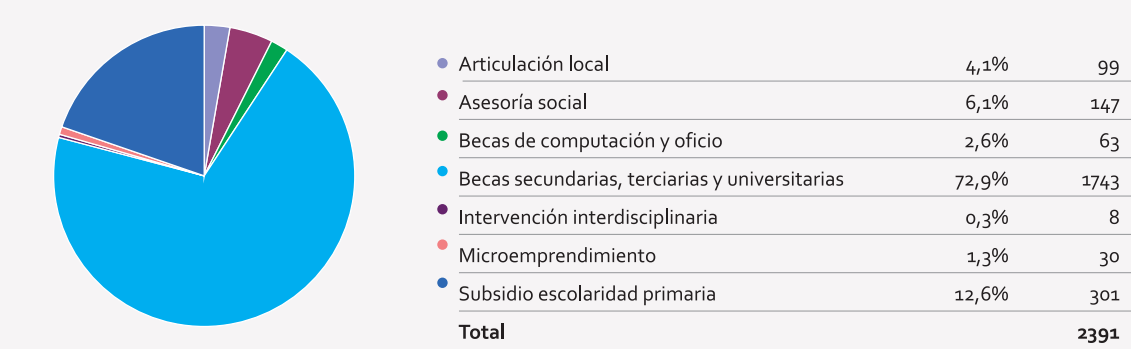 Articulación local 4,1% 99
Asesoría social 6,1% 147
Becas de computación y oficio 2,6% 63
Becas secundarias, terciarias y universitarias 72,9% 1743
Intervención interdisciplinaria 0,3% 8
Microemprendimiento 1,3% 30
Subsidio escolaridad primaria 12,6% 301
Total 2391